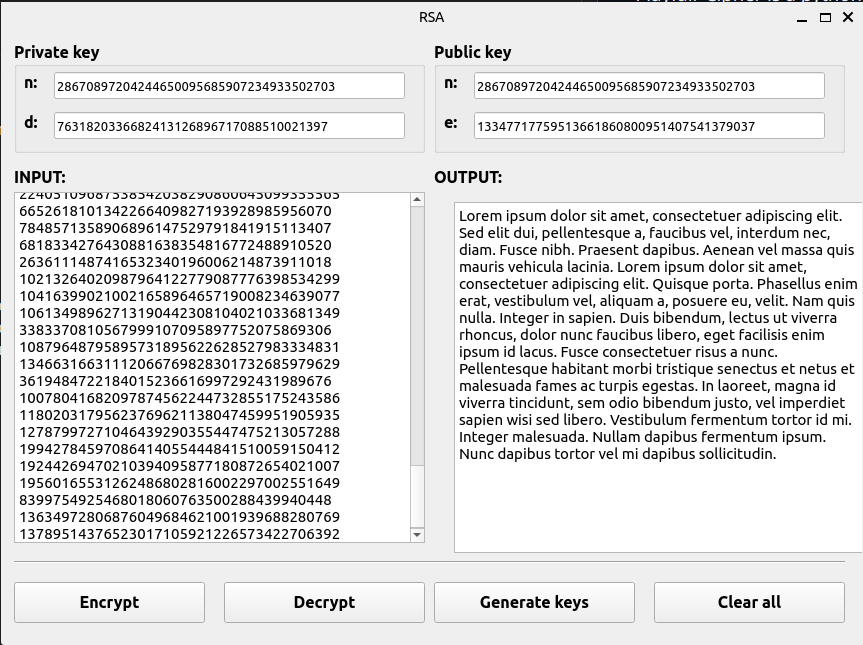 RSA
Private key
n: 286708972042446500956859072349335​02703
d: 76318203366824131268967170885​10021397
Public key
n: 28670897204244650095685907234933502703
e: 13347717759513661860800951407541379037
INPUT:
66526181013422664098271939289859560​70
7848571358906896147529791841915113407
6818334276430881638354816772488910520
2636111487416532340196006214873911018
10213264020987964122779087776398534299
10416399021002165896465719008234639077
10613498962713190442308104021033681349
3383370810567999107095897752075869306
10879648795895731895622628527983334831
13466316631112066769828301732685979629
3619484722184015236616997292431989676
10078041682097874562244732855175243586
11802031795623769621138047459951905935
12787997271046439290355447475213057288
19942784597086414055444841510059150412
19244269470210394095877180872654021007
19560165531262486802816002297002551649
8399754925468018060763500288439940448
13634972806876049684621001939688280769
13789514376523017105921226573422706392
OUTPUT:
Lorem ipsum dolor sit amet, consectetuer adipiscing elit.
Sed elit dui, pellentesque a, faucibus vel, interdum nec,
diam. Fusce nibh. Praesent dapibus. Aenean vel massa quis
mauris vehicula lacinia. Lorem ipsum dolor sit amet,
consectetuer adipiscing elit. Quisque porta. Phasellus enim
erat, vestibulum vel, aliquam a, posuere eu, velit. Nam quis
nulla. Integer in sapien. Duis bibendum, lectus ut viverra
rhoncus, dolor nunc faucibus libero, eget facilisis enim
ipsum id lacus. Fusce consectetuer risus a nunc.
Pellentesque habitant morbi tristique senectus et netus et
malesuada fames ac turpis egestas. In laoreet, magna id
viverra tincidunt, sem odio bibendum justo, vel imperdiet
sapien wisi sed libero. Vestibulum fermentum tortor id mi.
Integer malesuada. Nullam dapibus fermentum ipsum.
Nunc dapibus tortor vel mi dapibus sollicitudin.
Encrypt
Decrypt
Generate keys
Clear all